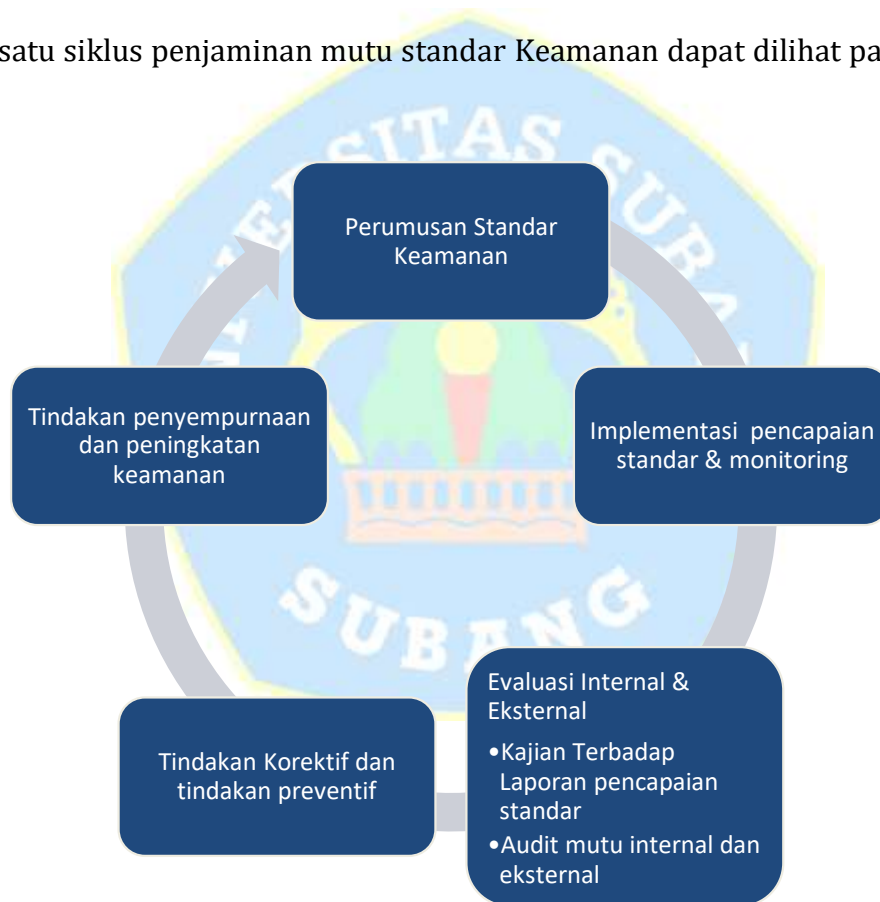 satu siklus penjaminan mutu standar Keamanan dapat dilihat pa
Perumusan Standar
Keamanan
Implementasi pencapaian
standar & monitoring
Evaluasi Internal &
Eksternal
•Kajian Terbadap
Laporan pencapaian
standar
•Audit mutu internal dan
eksternal
Tindakan Korektif dan
tindakan preventif
Tindakan penyempurnaan
dan peningkatan
keamanan
SUBANG